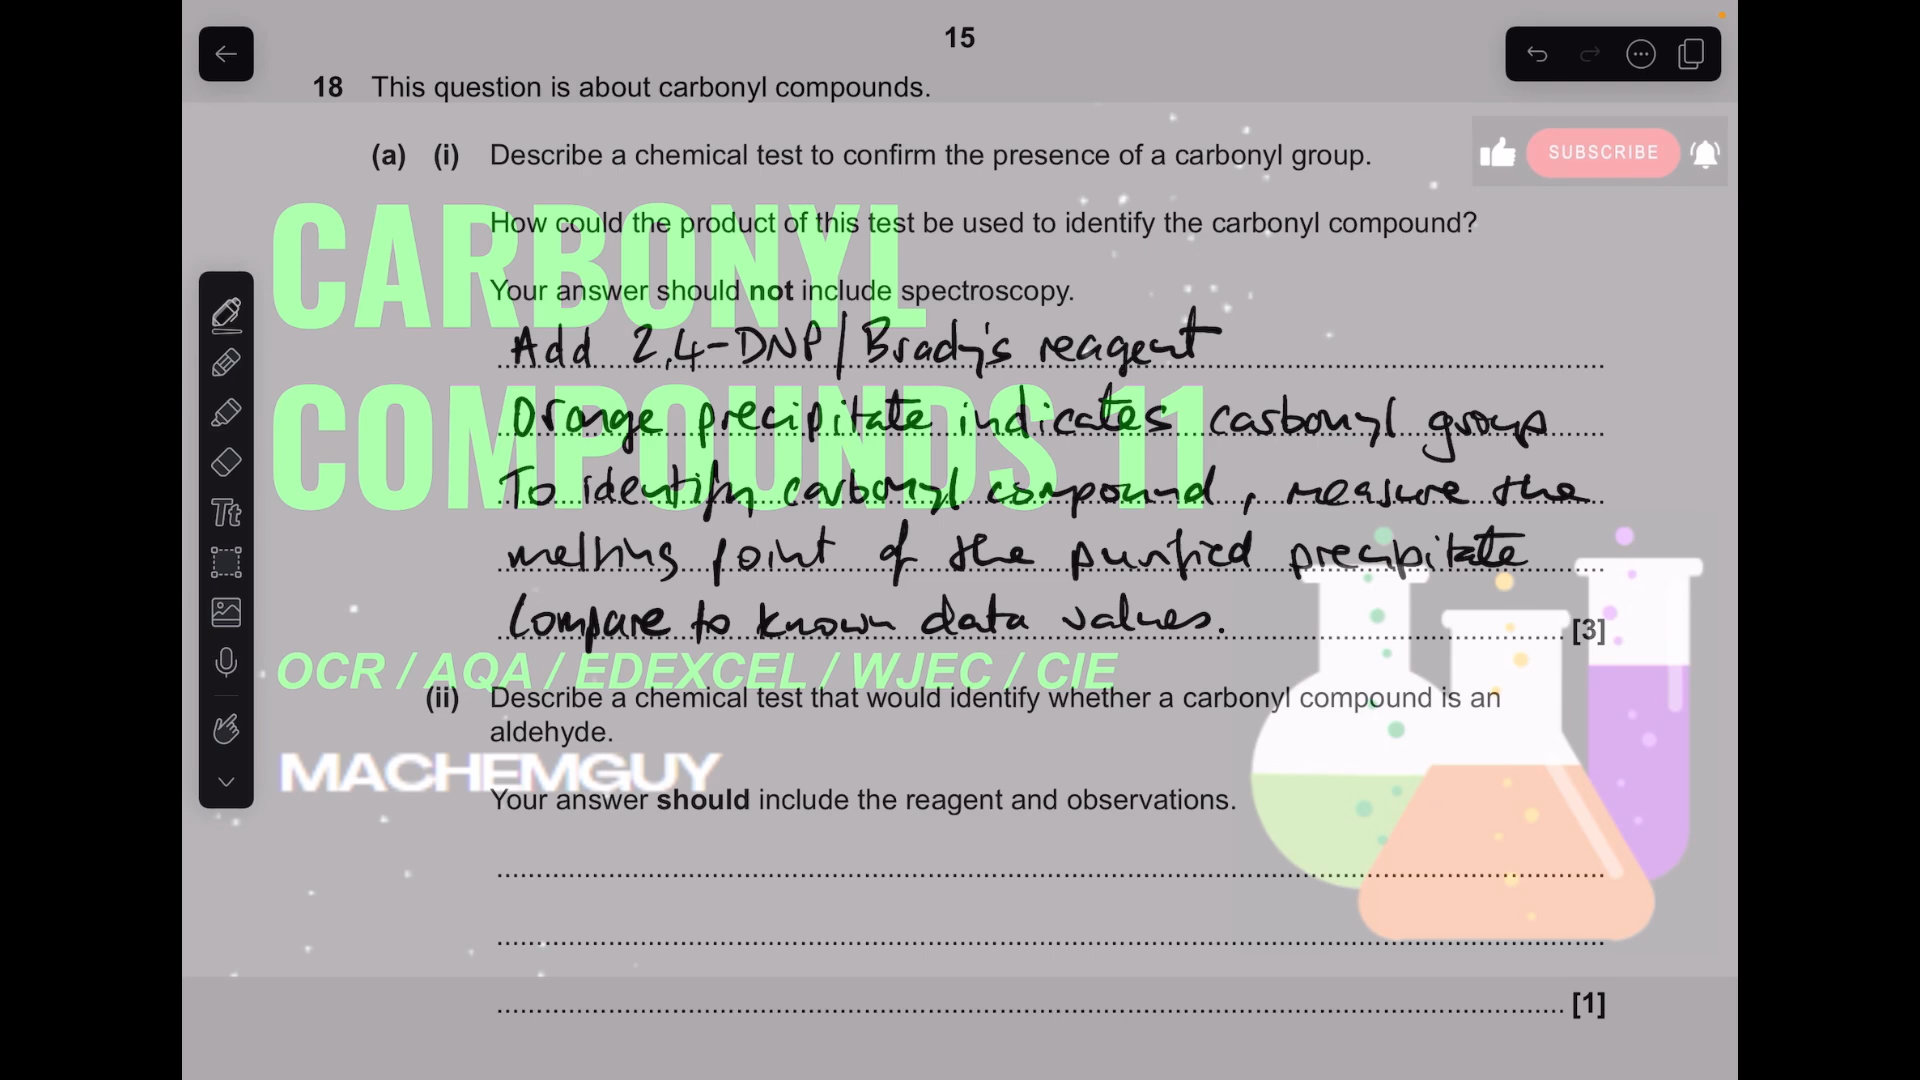 15
18 This question is about carbonyl compounds.
(a) (i) Describe a chemical test to confirm the presence of a carbonyl group.
SUBSCRIBE
How could the product of this test be used to identify the carbonyl compound?
CARBONYL
Your answer should not include spectroscopy.
Add 2,4-DNP/Brady's reagent
Orange precipitate indicates carbonyl group
COMPOUNDS 11
To identify carbonyl compound, measure the
melting point of the purified precipitate
Compare to known data values.
[3]
OCR / AQA / EDEXCEL / WJEC / CIE
(ii) Describe a chemical test that would identify whether a carbonyl compound is an
aldehyde.
MACHEMGUY
Your answer should include the reagent and observations.
[1]
Tt